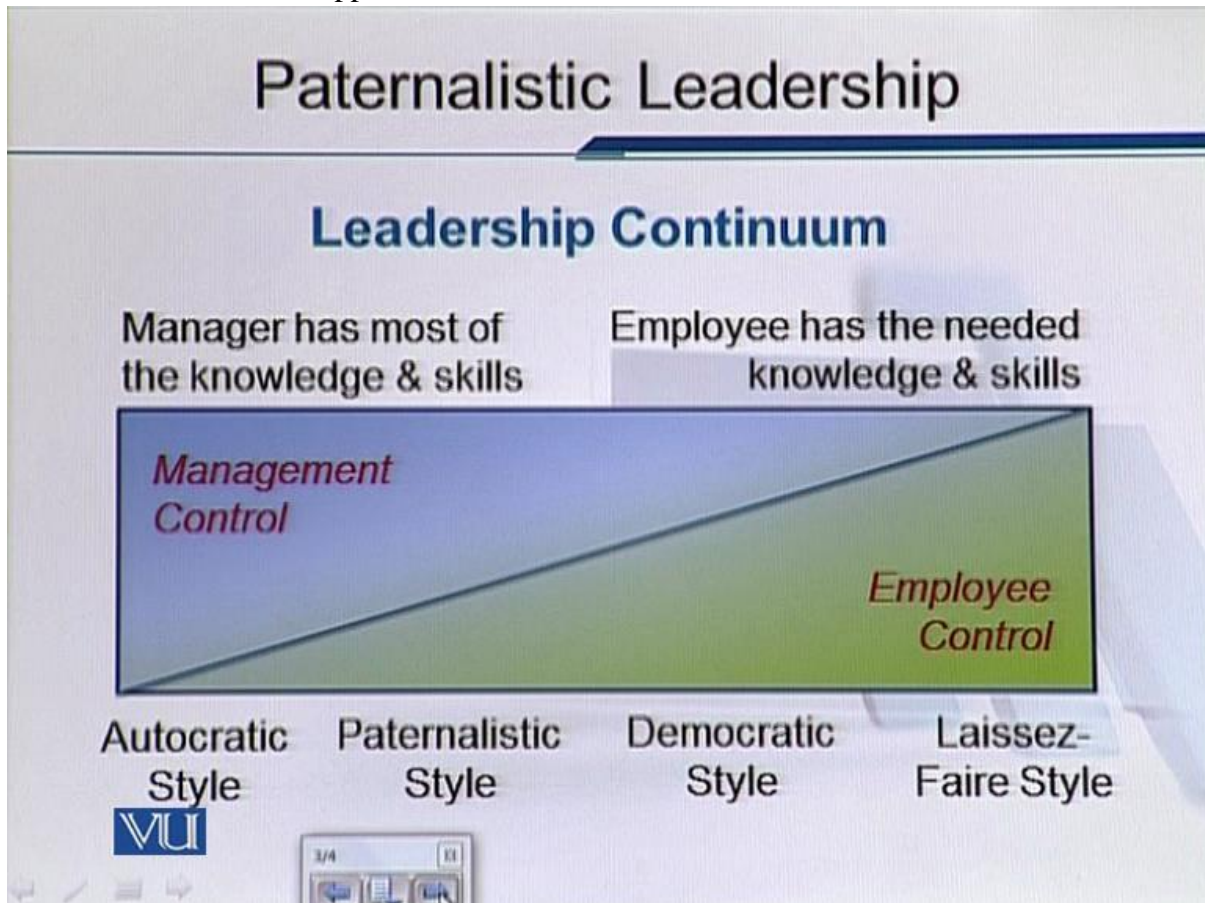 Paternalistic Leadership
Leadership Continuum
Manager has most of
the knowledge & skills
Employee has the needed
knowledge & skills
Management
Control
Employee
Control
Autocratic
Style
Paternalistic
Style
Democratic
Style
Laissez-
Faire Style
VU
3/4